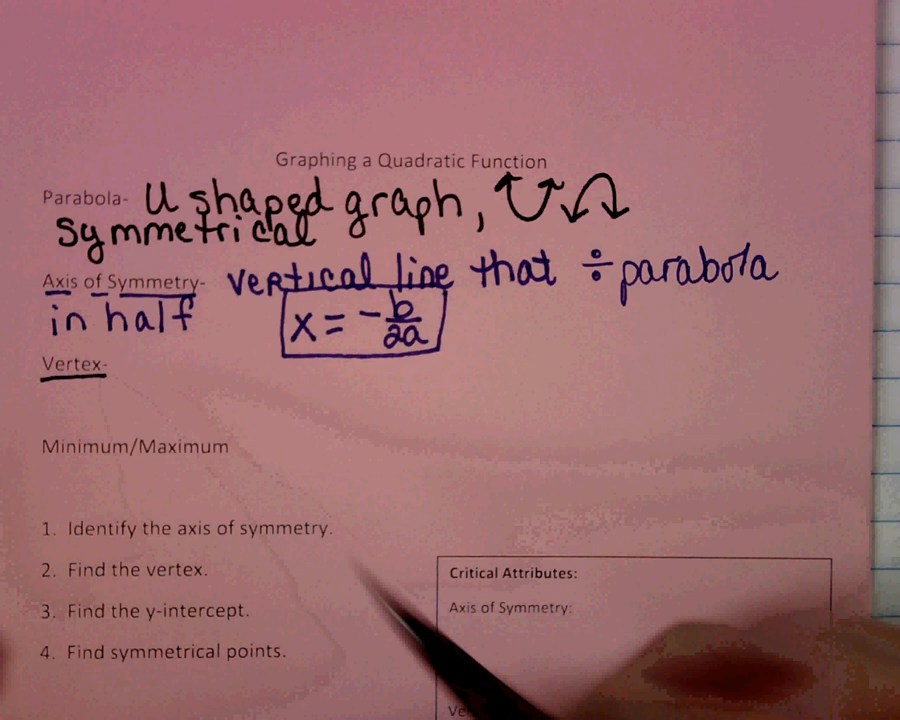 Graphing a Quadratic Function
Parabola- U shaped graph,
symmetrical
Axis of Symmetry- vertical line that ÷ parabola
in half x = -b/2a
Vertex-
Minimum/Maximum
1. Identify the axis of symmetry.
2. Find the vertex.
3. Find the y-intercept.
4. Find symmetrical points.
Critical Attributes:
Axis of Symmetry: